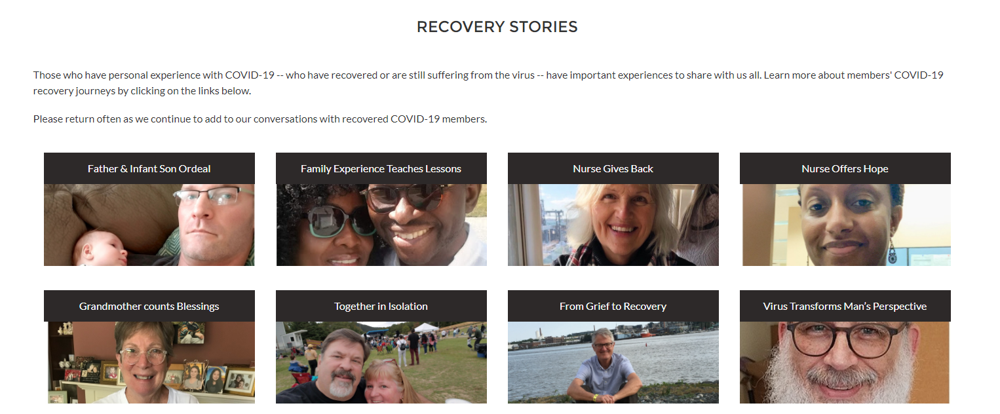 RECOVERY STORIES
Those who have personal experience with COVID-19 -- who have recovered or are still suffering from the virus -- have important experiences to share with us all. Learn more about members' COVID-19
recovery journeys by clicking on the links below.
Please return often as we continue to add to our conversations with recovered COVID-19 members.
Father & Infant Son Ordeal
Family Experience Teaches Lessons
Nurse Gives Back
Nurse Offers Hope
Grandmother counts Blessings
Together in Isolation
From Grief to Recovery
Virus Transforms Man’s Perspective